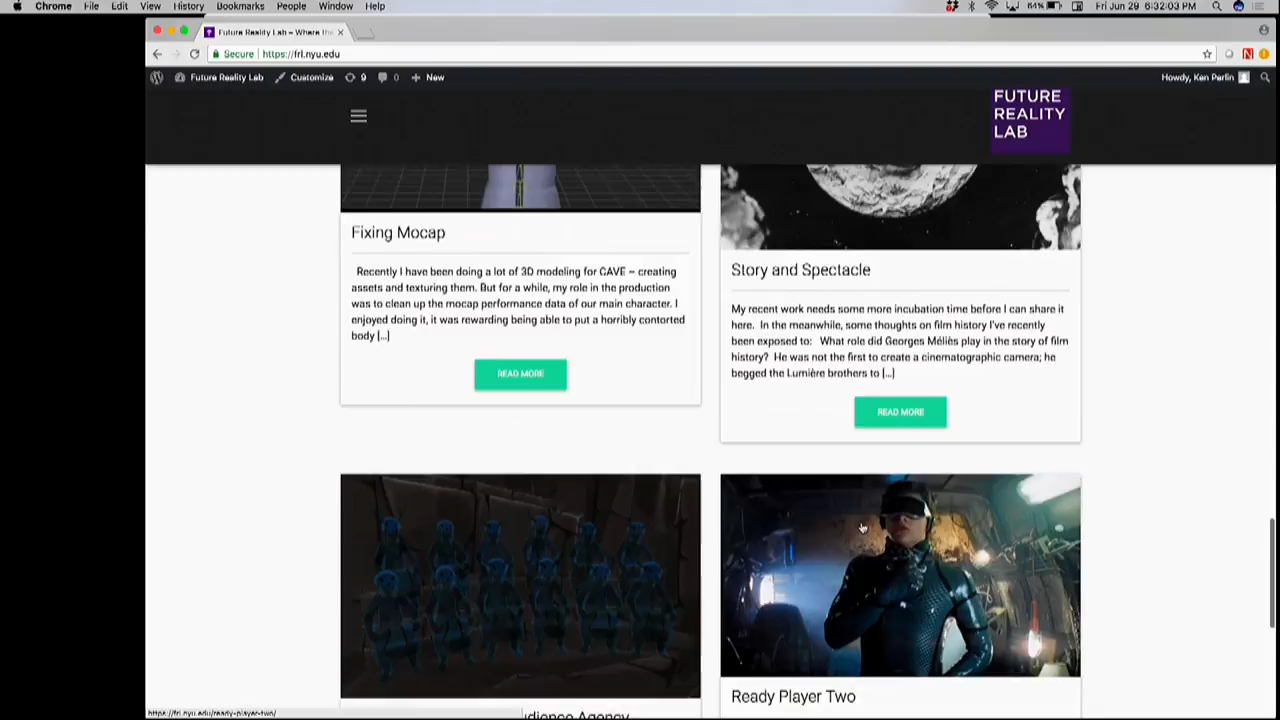 Chrome File Edit View History Bookmarks People Window Help
64% Fri Jun 29 6:32:03 PM
Future Reality Lab – Where the
Secure https://frl.nyu.edu
Future Reality Lab Customize 9 0 New
Howdy, Ken Perlin
FUTURE
REALITY
LAB
Fixing Mocap
Recently I have been doing a lot of 3D modeling for CAVE – creating
assets and texturing them. But for a while, my role in the production
was to clean up the mocap performance data of our main character. I
enjoyed doing it, it was rewarding being able to put a horribly contorted
body [...]
READ MORE
Story and Spectacle
My recent work needs some more incubation time before I can share it
here. In the meanwhile, some thoughts on film history I've recently
been exposed to: What role did Georges Méliès play in the story of film
history? He was not the first to create a cinematographic camera; he
begged the Lumière brothers to [...]
READ MORE
Ready Player Two
Agency
https://frl.nyu.edu/ready-player-two/